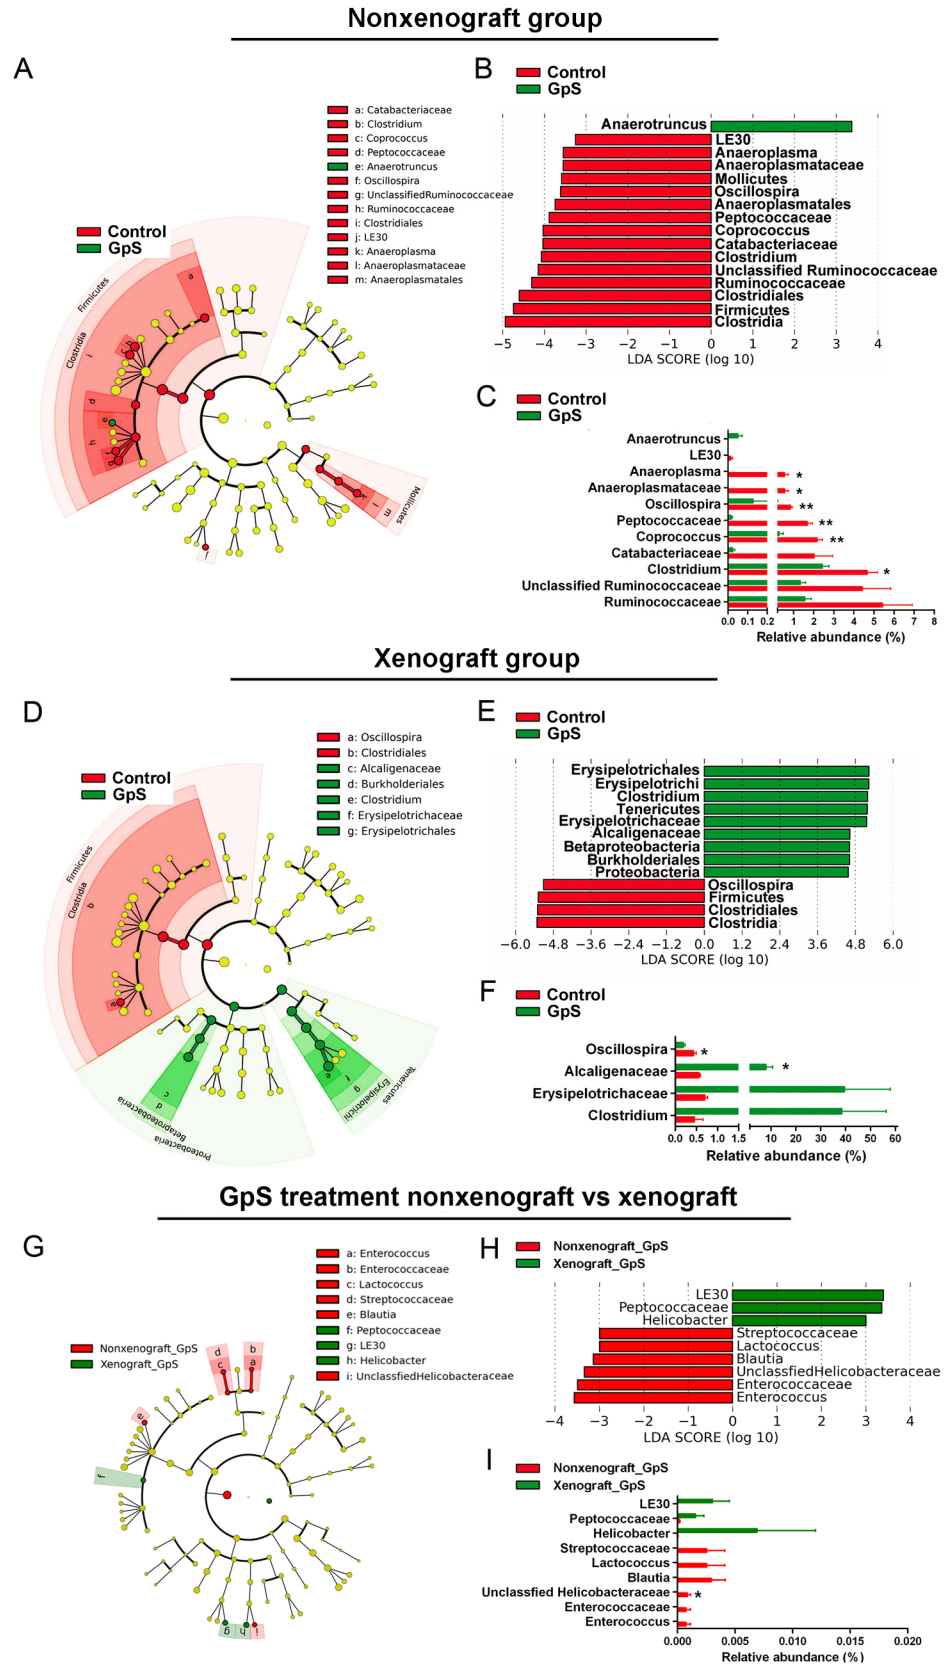 Nonxenograft group
A
a: Catabacteriaceae
b: Clostridium
c: Coprococcus
d: Peptococcaceae
e: Anaerotruncus
f: Oscillospira
g: UnclassifiedRuminococcaceae
h: Ruminococcaceae
i: Clostridiales
j: LE30
k: Anaeroplasma
l: Anaeroplasmataceae
m: Anaeroplasmatales
Control
GpS
Firmicutes
Clostridia
i
a
d
e
h
j
l
m
Mollicutes
B
Control
GpS
Anaerotruncus
LE30
Anaeroplasma
Anaeroplasmataceae
Mollicutes
Oscillospira
Anaeroplasmatales
Peptococcaceae
Coprococcus
Catabacteriaceae
Clostridium
Unclassified Ruminococcaceae
Ruminococcaceae
Clostridiales
Firmicutes
Clostridia
−5 −4 −3 −2 −1 0 1 2 3 4
LDA SCORE (log 10)
C
Control
GpS
Anaerotruncus
LE30
Anaeroplasma *
Anaeroplasmataceae *
Oscillospira **
Peptococcaceae **
Coprococcus **
Catabacteriaceae
Clostridium *
Unclassified Ruminococcaceae
Ruminococcaceae
0.0 0.1 0.2 1 2 3 4 5 6 7 8
Relative abundance (%)
Xenograft group
D
a: Oscillospira
b: Clostridiales
c: Alcaligenaceae
d: Burkholderiales
e: Clostridium
f: Erysipelotrichaceae
g: Erysipelotrichales
Control
GpS
Firmicutes
Clostridia
b
a
c
d
Betaproteobacteria
Proteobacteria
e
f
g
Erysipelotrichi
Tenericutes
E
Control
GpS
Erysipelotrichales
Erysipelotrichi
Clostridium
Tenericutes
Erysipelotrichaceae
Alcaligenaceae
Betaproteobacteria
Burkholderiales
Proteobacteria
Oscillospira
Firmicutes
Clostridiales
Clostridia
−6.0 −4.8 −3.6 −2.4 −1.2 0.0 1.2 2.4 3.6 4.8 6.0
LDA SCORE (log 10)
F
Control
GpS
Oscillospira *
Alcaligenaceae *
Erysipelotrichaceae
Clostridium
0.0 0.5 1.0 1.5 10 20 30 40 50 60
Relative abundance (%)
GpS treatment nonxenograft vs xenograft
G
a: Enterococcus
b: Enterococcaceae
c: Lactococcus
d: Streptococcaceae
e: Blautia
f: Peptococcaceae
g: LE30
h: Helicobacter
i: UnclassifiedHelicobacteraceae
Nonxenograft_GpS
Xenograft_GpS
d
c
b
a
e
f
g
h
i
H
Nonxenograft_GpS
Xenograft_GpS
LE30
Peptococcaceae
Helicobacter
Streptococcaceae
Lactococcus
Blautia
UnclassfiedHelicobacteraceae
Enterococcaceae
Enterococcus
−4 −3 −2 −1 0 1 2 3 4
LDA SCORE (log 10)
I
Nonxenograft_GpS
Xenograft_GpS
LE30
Peptococcaceae
Helicobacter
Streptococcaceae
Lactococcus
Blautia
Unclassfied Helicobacteraceae *
Enterococcaceae
Enterococcus
0.000 0.005 0.010 0.015 0.020
Relative abundance (%)